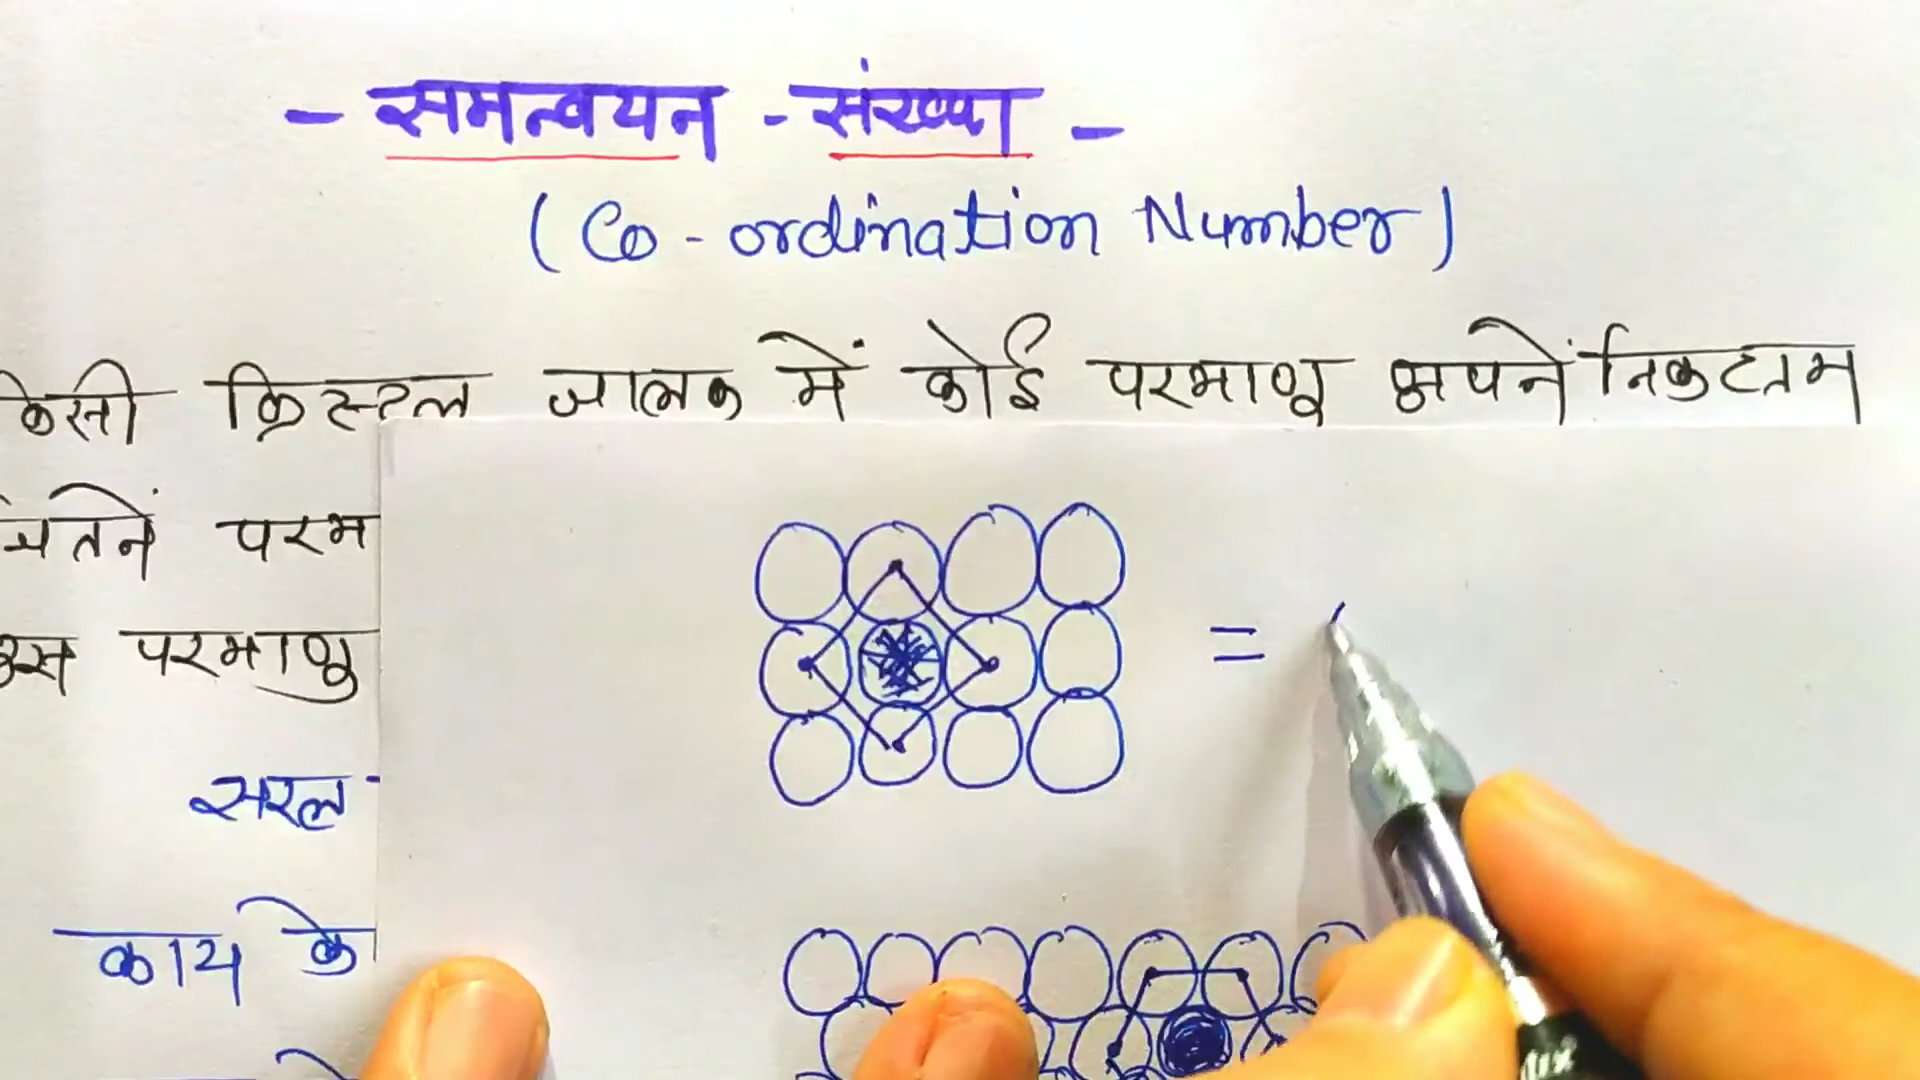 - समन्वयन - संख्या -
(Co-ordination Number)
किसी क्रिस्टल जालक में कोई परमाणु अपनें निकटतम
जितनें परम
उस परमाणु
सरल -
काय के
=